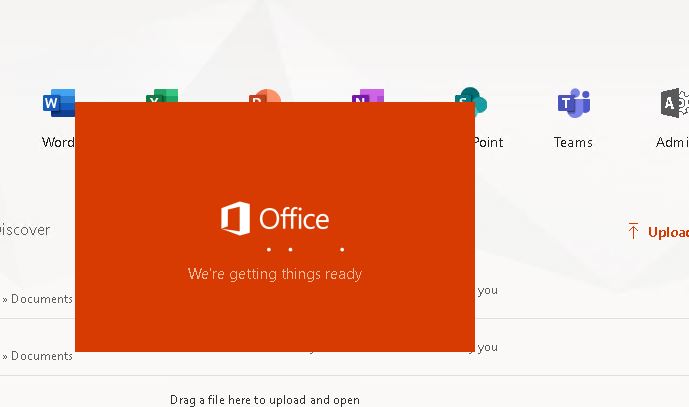 W
X
P
N
S
A
Word
Point
Teams
Admi
Office
We're getting things ready
iscover
Upload
» Documents
you
» Documents
you
Drag a file here to upload and open